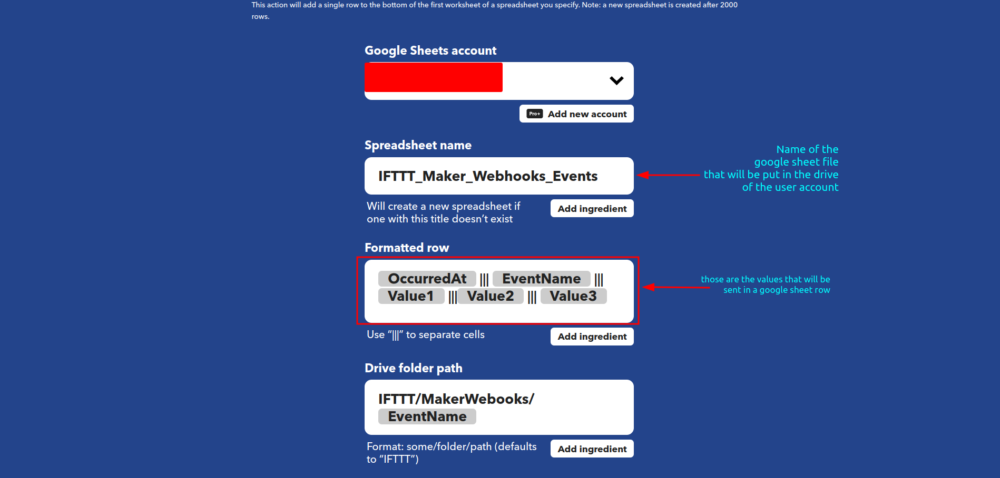 This action will add a single row to the bottom of the first worksheet of a spreadsheet you specify. Note: a new spreadsheet is created after 2000
rows.
Google Sheets account
Pro+ Add new account
Spreadsheet name
IFTTT_Maker_Webhooks_Events
Name of the
google sheet file
that will be put in the drive
of the user account
Will create a new spreadsheet if
one with this title doesn’t exist
Add ingredient
Formatted row
OccurredAt ||| EventName |||
Value1 ||| Value2 ||| Value3
those are the values that will be
sent in a google sheet row
Use “|||” to separate cells
Add ingredient
Drive folder path
IFTTT/MakerWebooks/
EventName
Format: some/folder/path (defaults
to “IFTTT”)
Add ingredient